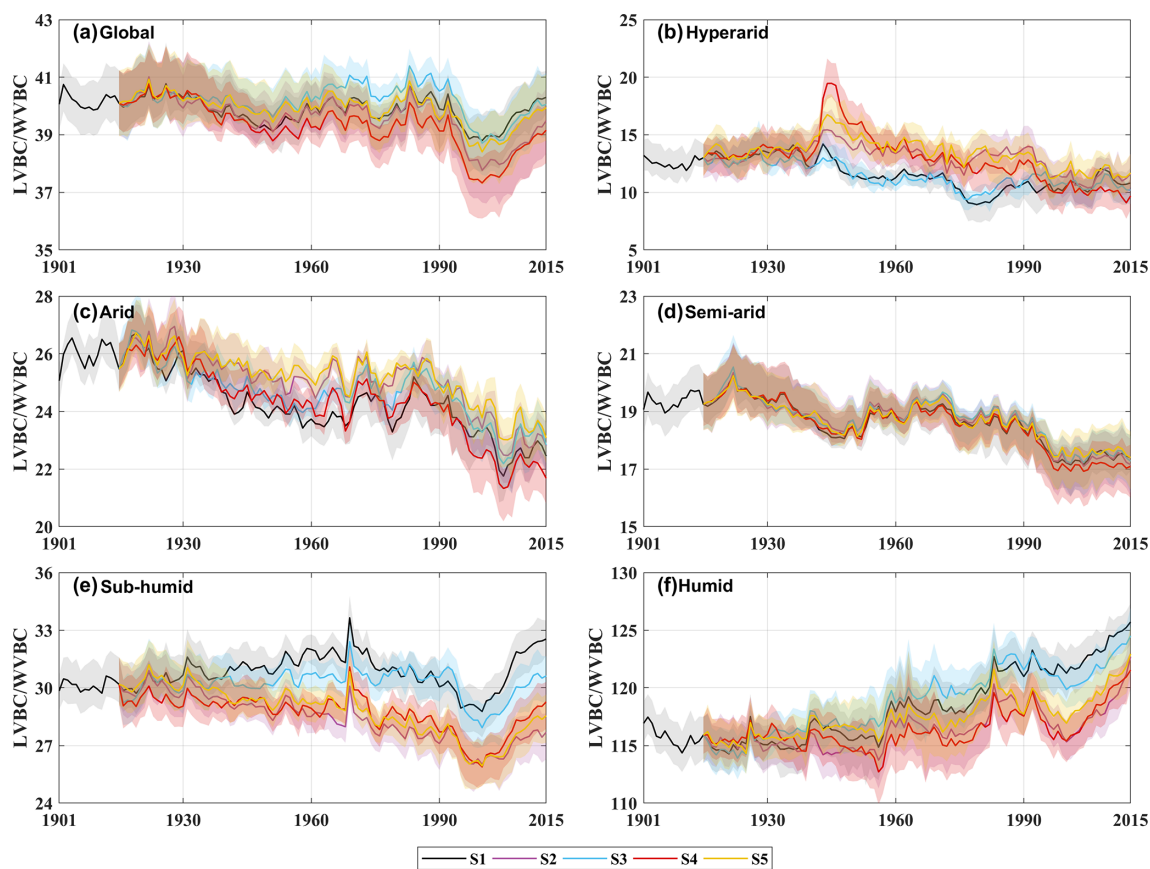 (a) Global
LVBC/WVBC
43
41
39
37
35
1901 1930 1960 1990 2015
(b) Hyperarid
LVBC/WVBC
25
20
15
10
5
1901 1930 1960 1990 2015
(c) Arid
LVBC/WVBC
28
26
24
22
20
1901 1930 1960 1990 2015
(d) Semi-arid
LVBC/WVBC
23
21
19
17
15
1901 1930 1960 1990 2015
(e) Sub-humid
LVBC/WVBC
36
33
30
27
24
1901 1930 1960 1990 2015
(f) Humid
LVBC/WVBC
130
125
120
115
110
1901 1930 1960 1990 2015
S1 S2 S3 S4 S5